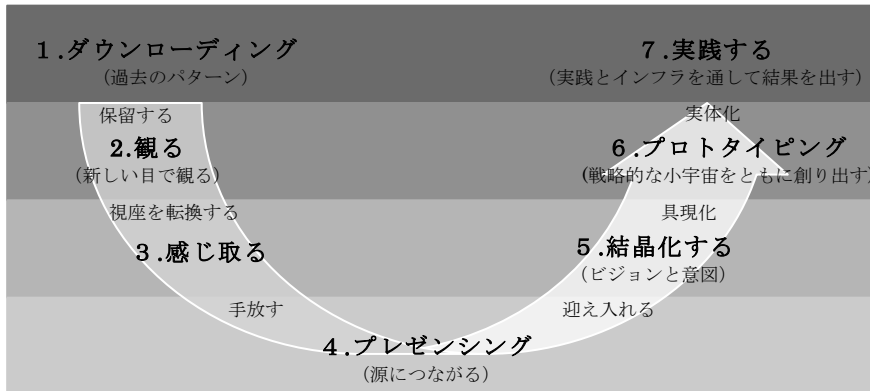 １.ダウンローディング
(過去のパターン)
保留する
2.観る
(新しい目で観る)
視座を転換する
３.感じ取る
手放す
４.プレゼンシング
(源につながる)
迎え入れる
５.結晶化する
(ビジョンと意図)
具現化
６.プロトタイピング
(戦略的な小宇宙をともに創り出す)
実体化
７.実践する
(実践とインフラを通して結果を出す)